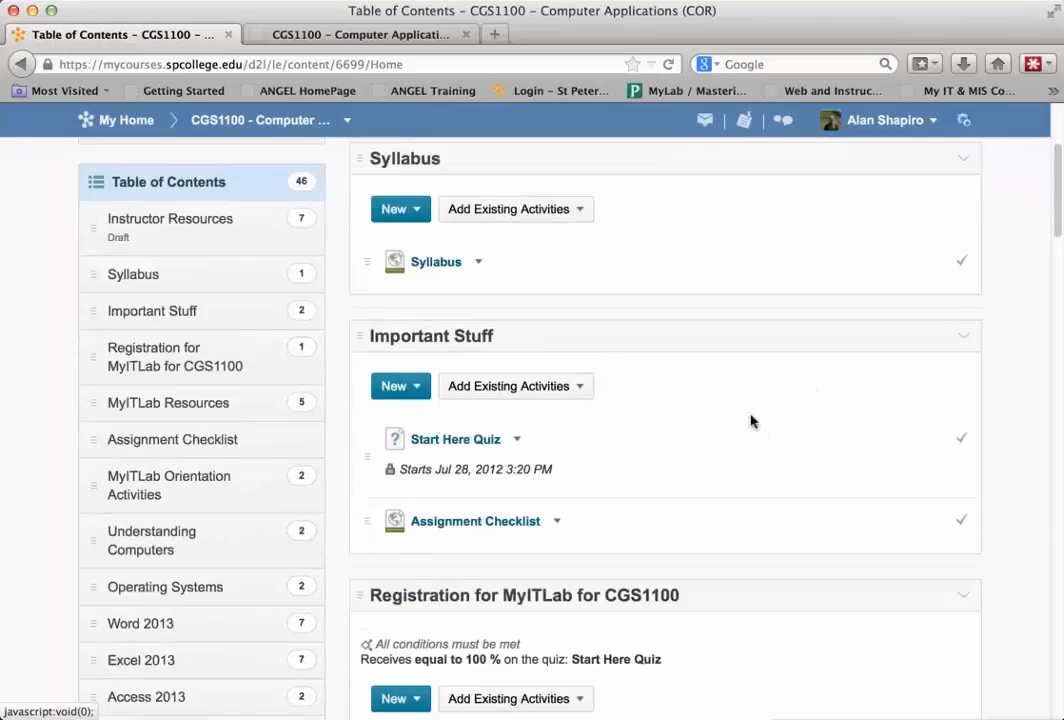 Table of Contents - CGS1100 - Computer Applications (COR)
Table of Contents - CGS1100 - ...
CGS1100 - Computer Applicati...
https://mycourses.spcollege.edu/d2l/le/content/6699/Home
Google
Most Visited
Getting Started
ANGEL HomePage
ANGEL Training
Login - St Peter...
MyLab / Masteri...
Web and Instruc...
My IT & MIS Co...
My Home
CGS1100 - Computer ...
Alan Shapiro
Table of Contents 46
Instructor Resources 7
Draft
Syllabus 1
Important Stuff 2
Registration for 1
MyITLab for CGS1100
MyITLab Resources 5
Assignment Checklist
MyITLab Orientation 2
Activities
Understanding 2
Computers
Operating Systems 2
Word 2013 7
Excel 2013 7
Access 2013 2
Syllabus
New
Add Existing Activities
Syllabus
Important Stuff
New
Add Existing Activities
? Start Here Quiz
Starts Jul 28, 2012 3:20 PM
Assignment Checklist
Registration for MyITLab for CGS1100
All conditions must be met
Receives equal to 100 % on the quiz: Start Here Quiz
New
Add Existing Activities
javascript:void(0);